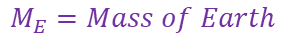 M_E = Mass of Earth